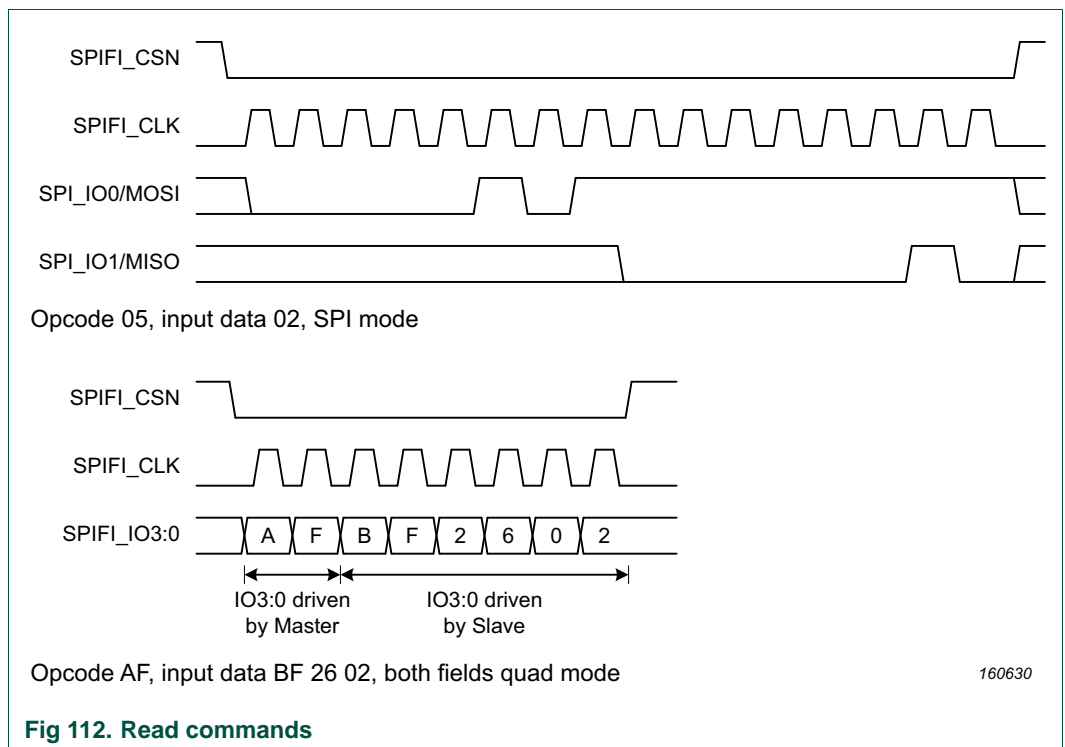 SPIFI_CSN
SPIFI_CLK
SPI_IO0/MOSI
SPI_IO1/MISO
Opcode 05, input data 02, SPI mode
SPIFI_CSN
SPIFI_CLK
SPIFI_IO3:0 A F B F 2 6 0 2
IO3:0 driven IO3:0 driven
by Master by Slave
Opcode AF, input data BF 26 02, both fields quad mode 160630
Fig 112. Read commands